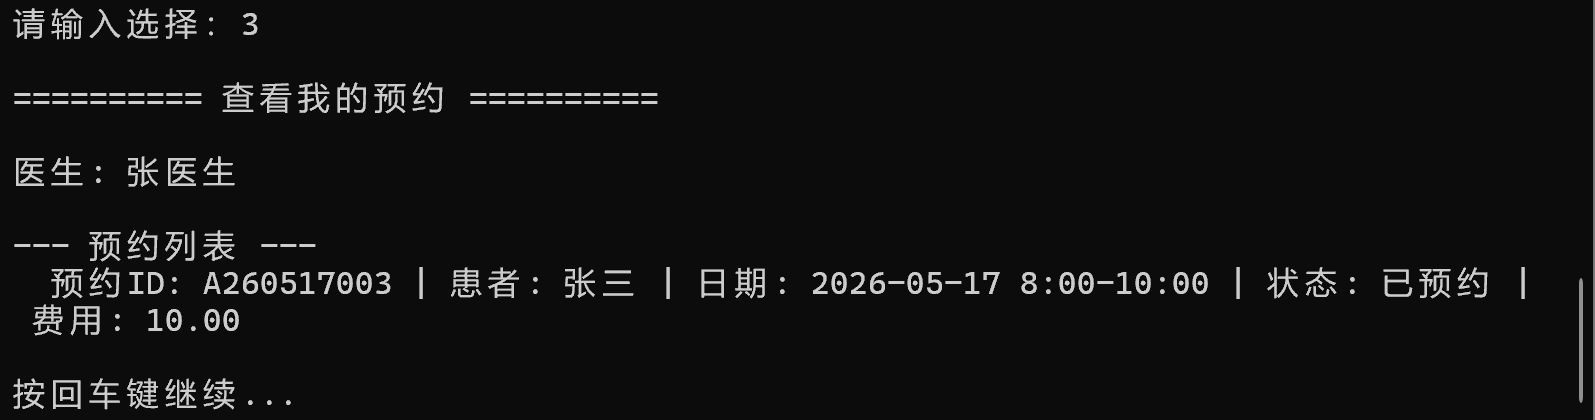 请输入选择: 3
========== 查看我的预约 ==========
医生: 张医生
--- 预约列表 ---
预约ID: A260517003 | 患者: 张三 | 日期: 2026-05-17 8:00-10:00 | 状态: 已预约 |
费用: 10.00
按回车键继续...